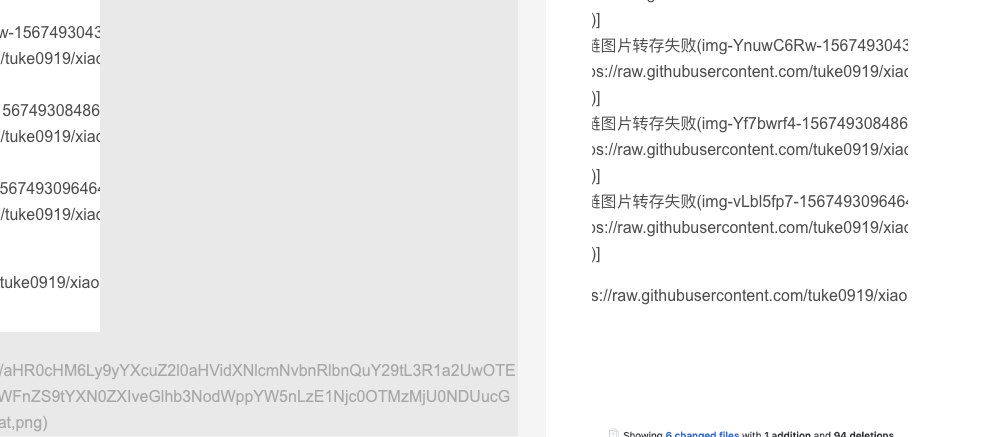 w-1567493043
/tuke0919/xiao
56749308486
/tuke0919/xiao
567493096464
/tuke0919/xiao
tuke0919/xiao
/aHR0cHM6Ly9yYXcuZ2l0aHVidXNlcmNvbnRlbnQuY29tL3R1a2UwOTE
WFnZS9tYXN0ZXIveGlhb3NodWppYW5nLzE1Njc0OTMzMjU0NDUucG
at,png)
)]
链图片转存失败(img-YnuwC6Rw-1567493043
ps://raw.githubusercontent.com/tuke0919/xiao
)]
链图片转存失败(img-Yf7bwrf4-156749308486
ps://raw.githubusercontent.com/tuke0919/xiao
)]
链图片转存失败(img-vLbl5fp7-156749309646
ps://raw.githubusercontent.com/tuke0919/xiao
)]
s://raw.githubusercontent.com/tuke0919/xiao
Showing 6 changed files with 1 addition and 94 deletions